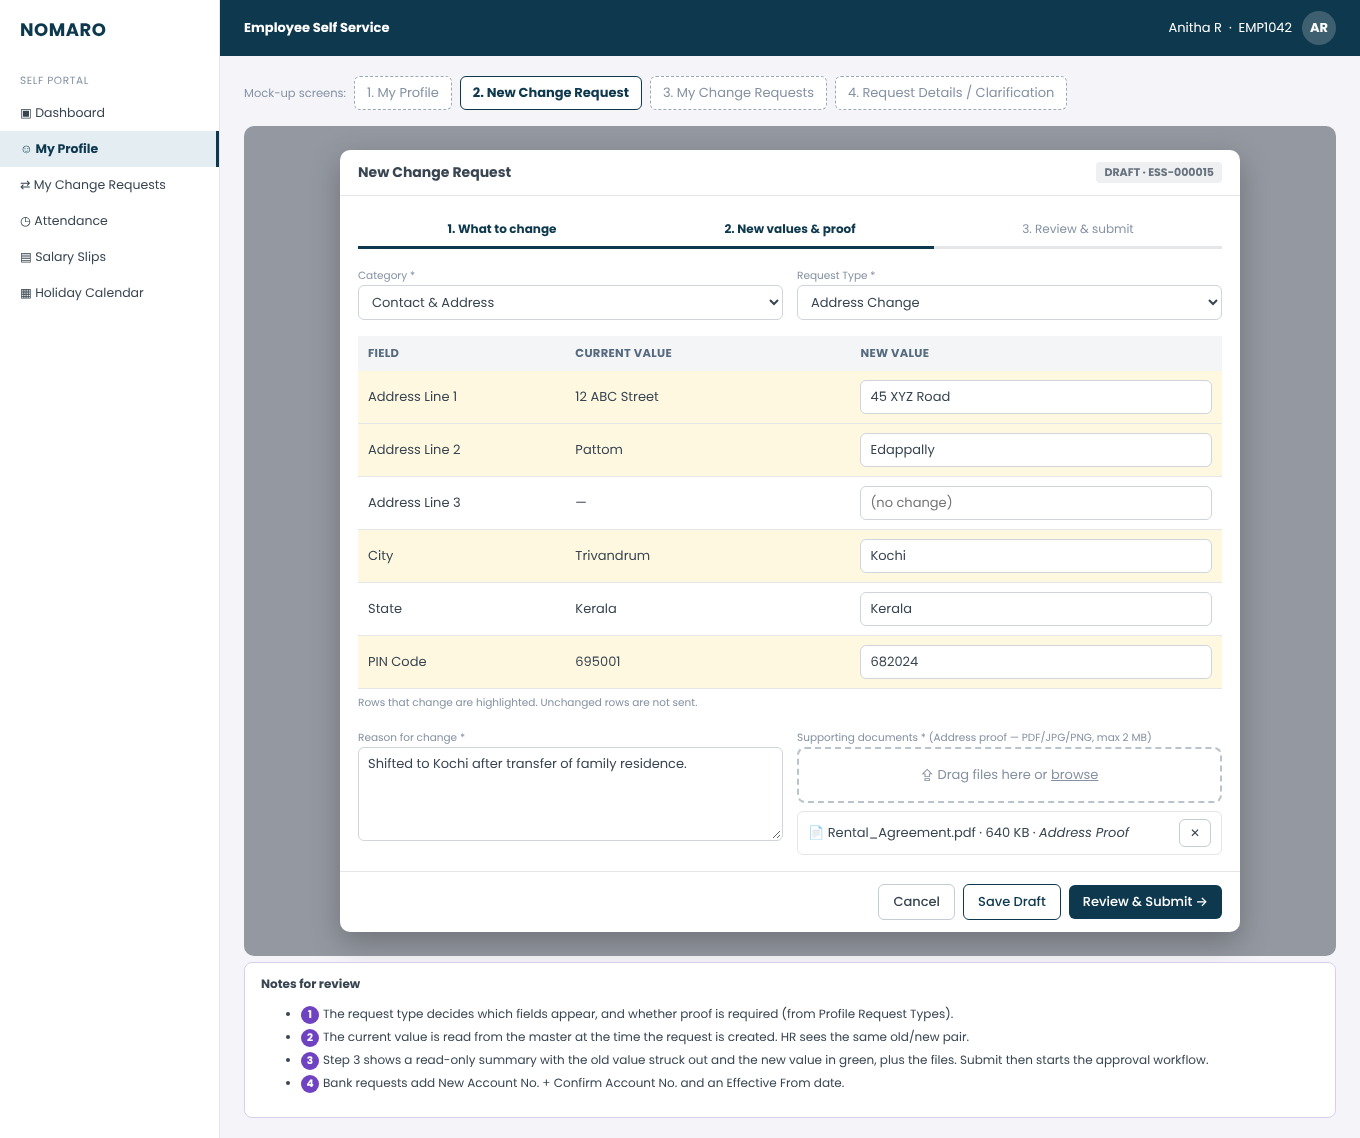 NOMARO
SELF PORTAL
▣ Dashboard
☺ My Profile
⇄ My Change Requests
◷ Attendance
▤ Salary Slips
▦ Holiday Calendar
Employee Self Service
Anitha R · EMP1042 AR
Mock-up screens: 1. My Profile 2. New Change Request 3. My Change Requests 4. Request Details / Clarification
New Change Request DRAFT · ESS-000015
1. What to change 2. New values & proof 3. Review & submit
Category * Request Type *
Contact & Address Address Change
FIELD CURRENT VALUE NEW VALUE
Address Line 1 12 ABC Street 45 XYZ Road
Address Line 2 Pattom Edappally
Address Line 3 — (no change)
City Trivandrum Kochi
State Kerala Kerala
PIN Code 695001 682024
Rows that change are highlighted. Unchanged rows are not sent.
Reason for change *
Shifted to Kochi after transfer of family residence.
Supporting documents * (Address proof — PDF/JPG/PNG, max 2 MB)
⇪ Drag files here or browse
📄 Rental_Agreement.pdf · 640 KB · Address Proof ✕
Cancel Save Draft Review & Submit →
Notes for review
• 1 The request type decides which fields appear, and whether proof is required (from Profile Request Types).
• 2 The current value is read from the master at the time the request is created. HR sees the same old/new pair.
• 3 Step 3 shows a read-only summary with the old value struck out and the new value in green, plus the files. Submit then starts the approval workflow.
• 4 Bank requests add New Account No. + Confirm Account No. and an Effective From date.